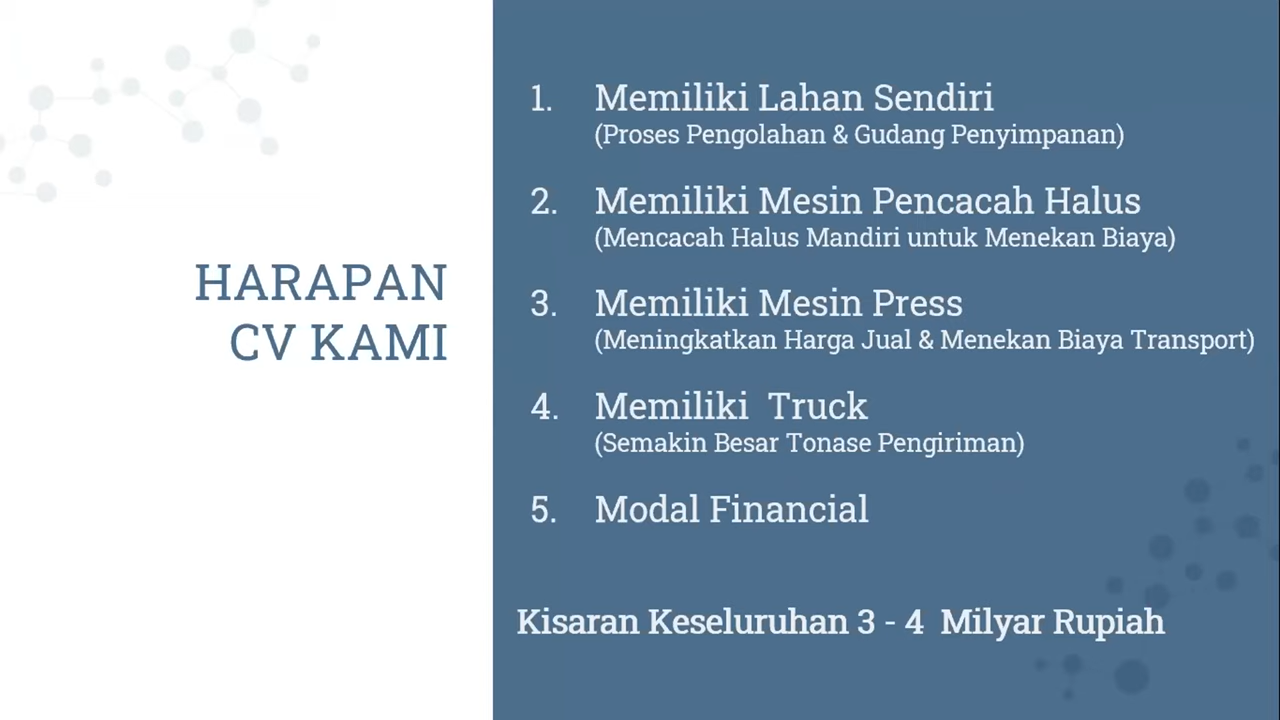 HARAPAN
CV KAMI
1. Memiliki Lahan Sendiri
(Proses Pengolahan & Gudang Penyimpanan)
2. Memiliki Mesin Pencacah Halus
(Mencacah Halus Mandiri untuk Menekan Biaya)
3. Memiliki Mesin Press
(Meningkatkan Harga Jual & Menekan Biaya Transport)
4. Memiliki Truck
(Semakin Besar Tonase Pengiriman)
5. Modal Financial
Kisaran Keseluruhan 3 - 4 Milyar Rupiah